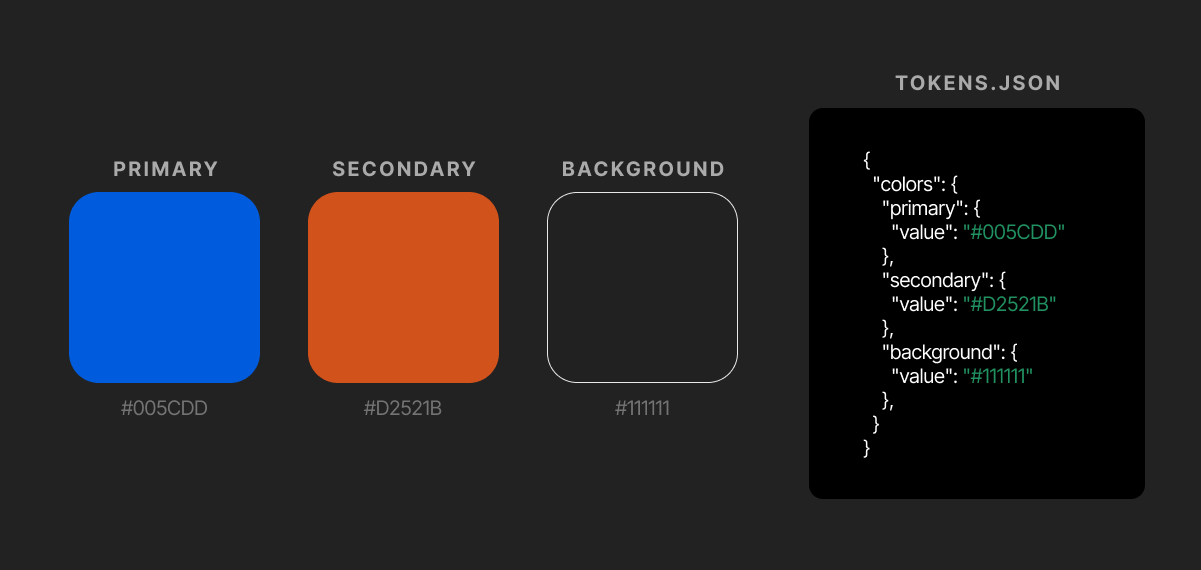 PRIMARY
#005CDD
SECONDARY
#D2521B
BACKGROUND
#111111
TOKENS.JSON
{
  "colors": {
    "primary": {
      "value": "#005CDD"
    },
    "secondary": {
      "value": "#D2521B"
    },
    "background": {
      "value": "#111111"
    },
  }
}